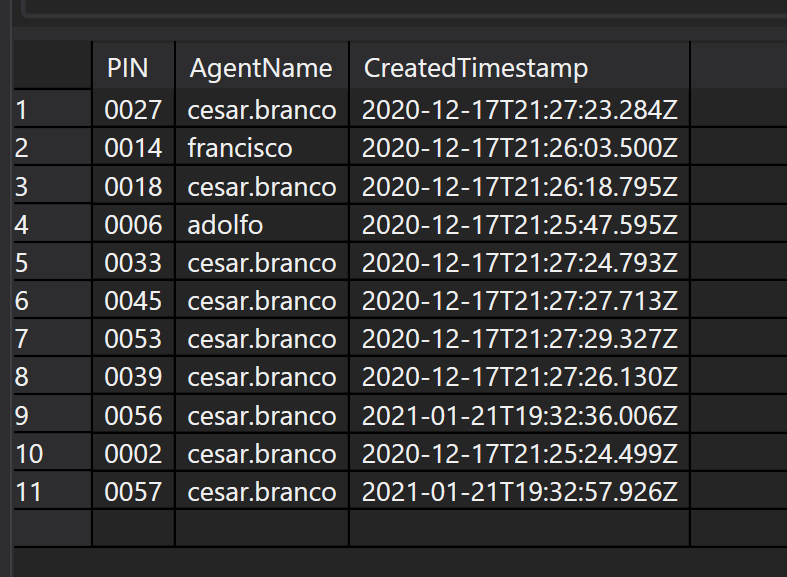 PIN AgentName CreatedTimestamp
1 0027 cesar.branco 2020-12-17T21:27:23.284Z
2 0014 francisco 2020-12-17T21:26:03.500Z
3 0018 cesar.branco 2020-12-17T21:26:18.795Z
4 0006 adolfo 2020-12-17T21:25:47.595Z
5 0033 cesar.branco 2020-12-17T21:27:24.793Z
6 0045 cesar.branco 2020-12-17T21:27:27.713Z
7 0053 cesar.branco 2020-12-17T21:27:29.327Z
8 0039 cesar.branco 2020-12-17T21:27:26.130Z
9 0056 cesar.branco 2021-01-21T19:32:36.006Z
10 0002 cesar.branco 2020-12-17T21:25:24.499Z
11 0057 cesar.branco 2021-01-21T19:32:57.926Z